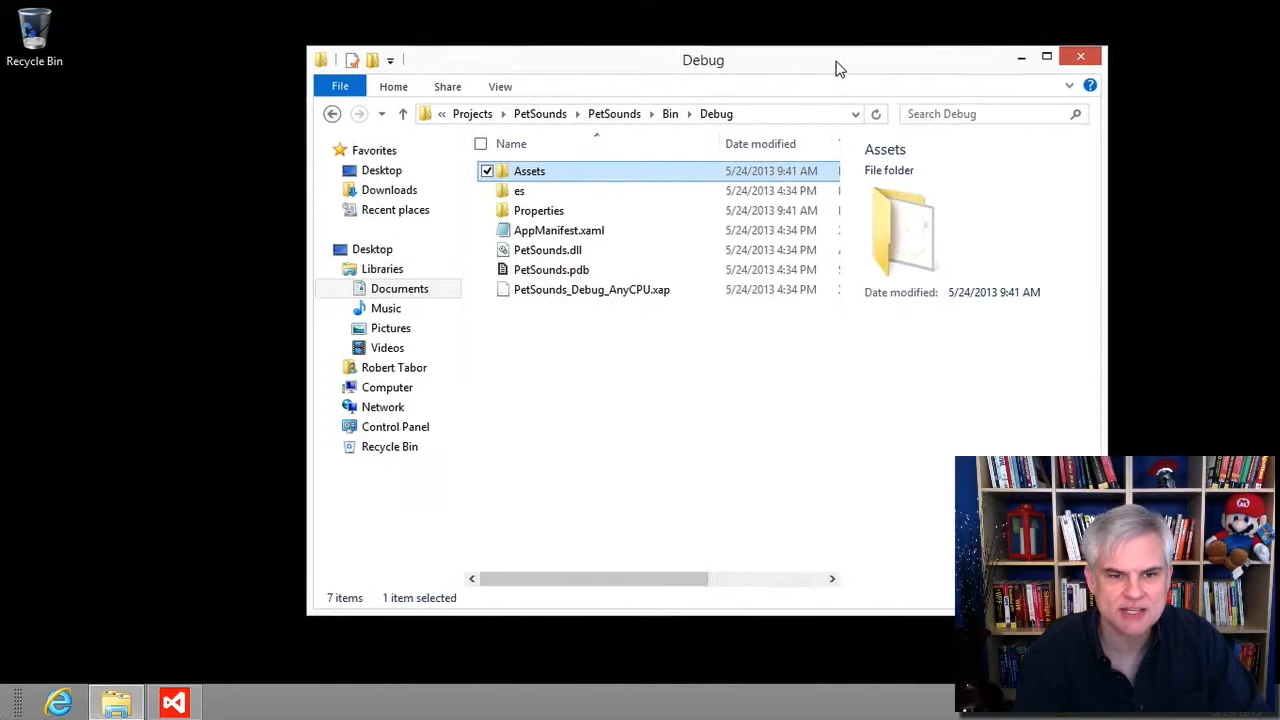 Recycle Bin
Debug
File Home Share View
« Projects PetSounds PetSounds Bin Debug
Search Debug
Name Date modified
Assets 5/24/2013 9:41 AM
es 5/24/2013 4:34 PM
Properties 5/24/2013 9:41 AM
AppManifest.xaml 5/24/2013 4:34 PM
PetSounds.dll 5/24/2013 4:34 PM
PetSounds.pdb 5/24/2013 4:34 PM
PetSounds_Debug_AnyCPU.xap 5/24/2013 4:34 PM
Favorites
Desktop
Downloads
Recent places
Desktop
Libraries
Documents
Music
Pictures
Videos
Robert Tabor
Computer
Network
Control Panel
Recycle Bin
Assets
File folder
Date modified: 5/24/2013 9:41 AM
7 items 1 item selected